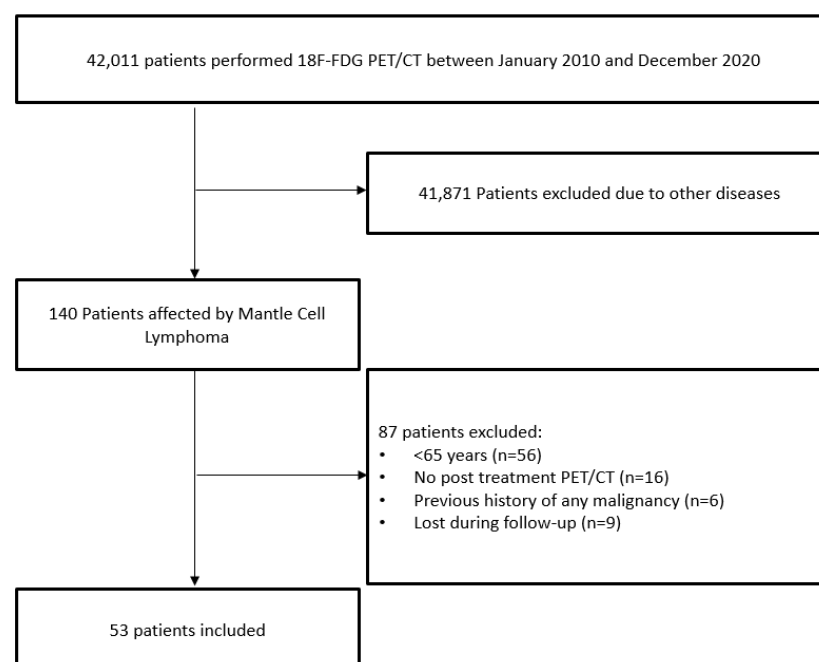 42,011 patients performed 18F-FDG PET/CT between January 2010 and December 2020
41,871 Patients excluded due to other diseases
140 Patients affected by Mantle Cell
Lymphoma
87 patients excluded:
• <65 years (n=56)
• No post treatment PET/CT (n=16)
• Previous history of any malignancy (n=6)
• Lost during follow-up (n=9)
53 patients included